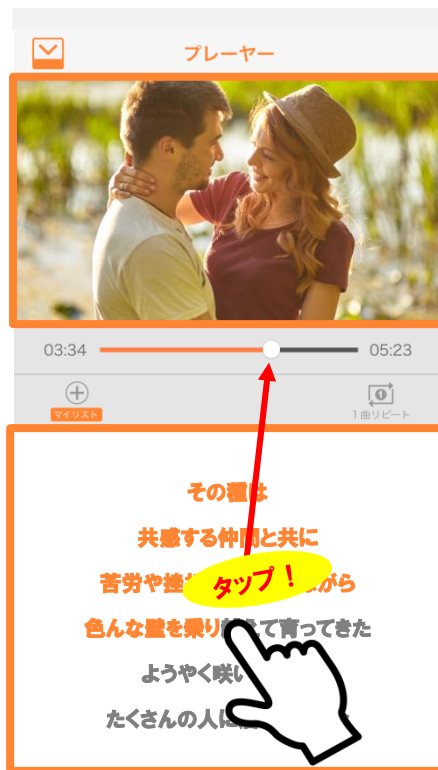 プレーヤー
03:34
05:23
マイリスト
1曲リピート
その種は
共感する仲間と共に
苦労や挫 ながら
タップ！
色んな壁を乗り えて育ってきた
ようやく咲い
たくさんの人に